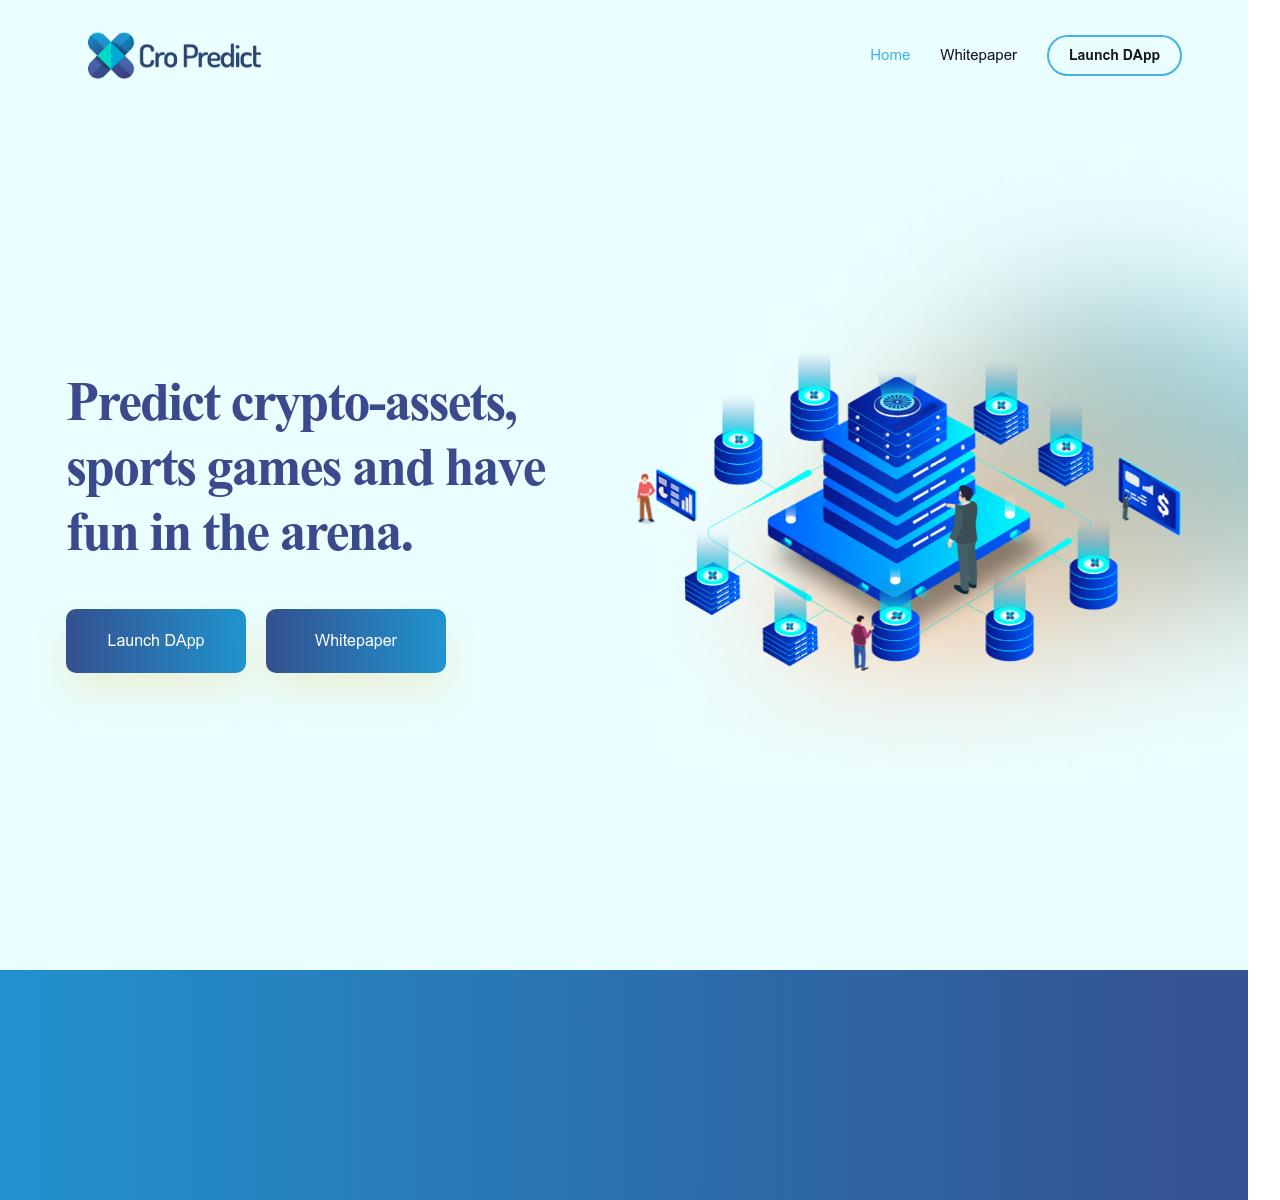 Cro Predict
Home
Whitepaper
Launch DApp
Predict crypto-assets,
sports games and have
fun in the arena.
Launch DApp
Whitepaper
$